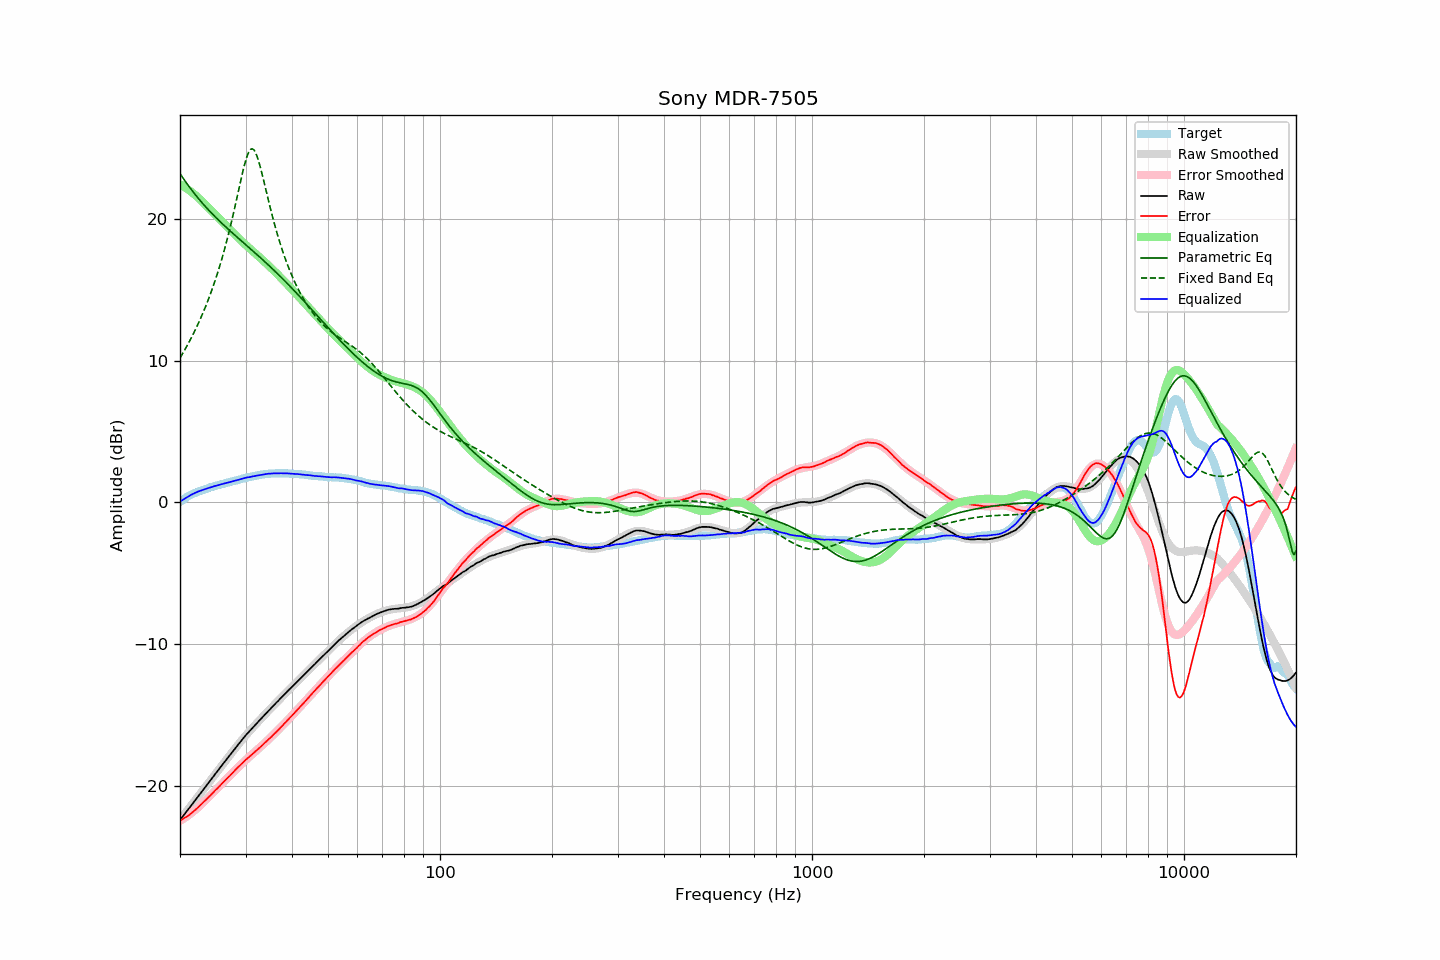 Sony MDR-7505
Target
Raw Smoothed
Error Smoothed
Raw
Error
Equalization
Parametric Eq
Fixed Band Eq
Equalized
Amplitude (dBr)
20
10
0
−10
−20
100
1000
10000
Frequency (Hz)